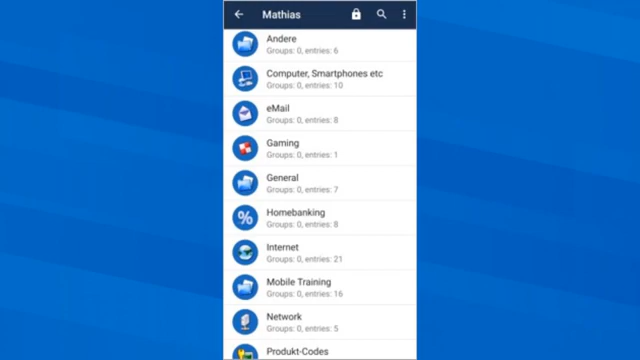 Mathias
Andere
Groups: 0, entries: 6
Computer, Smartphones etc
Groups: 0, entries: 10
eMail
Groups: 0, entries: 8
Gaming
Groups: 0, entries: 1
General
Groups: 0, entries: 7
Homebanking
Groups: 0, entries: 8
Internet
Groups: 0, entries: 21
Mobile Training
Groups: 0, entries: 16
Network
Groups: 0, entries: 5
Produkt-Codes